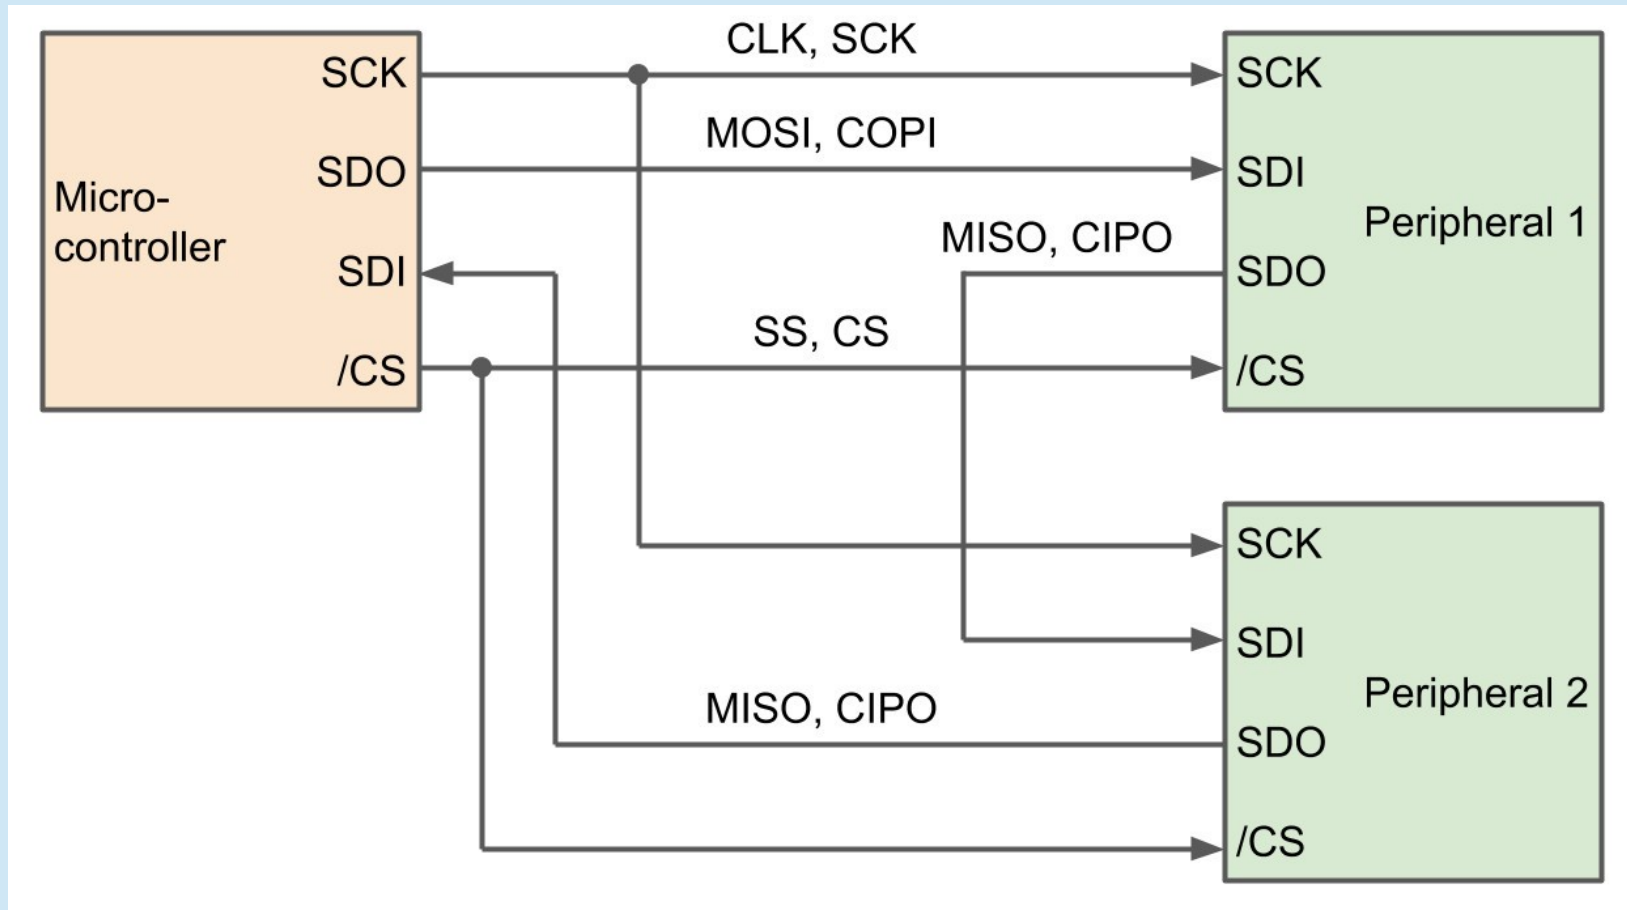 CLK, SCK
SCK
SCK
MOSI, COPI
SDO
SDI
Micro-
controller
Peripheral 1
MISO, CIPO
SDI
SDO
SS, CS
/CS
/CS
SCK
SDI
Peripheral 2
MISO, CIPO
SDO
/CS